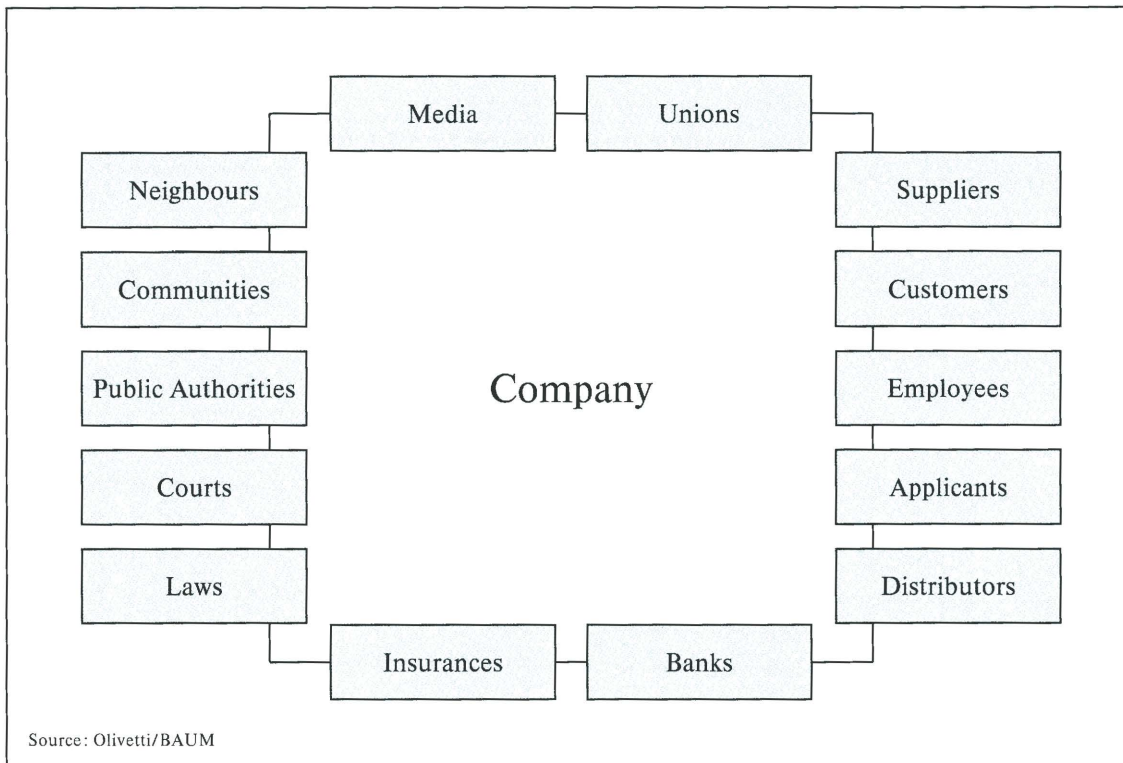 Media
Unions
Neighbours
Suppliers
Communities
Customers
Public Authorities
Company
Employees
Courts
Applicants
Laws
Distributors
Insurances
Banks
Source: Olivetti/BAUM